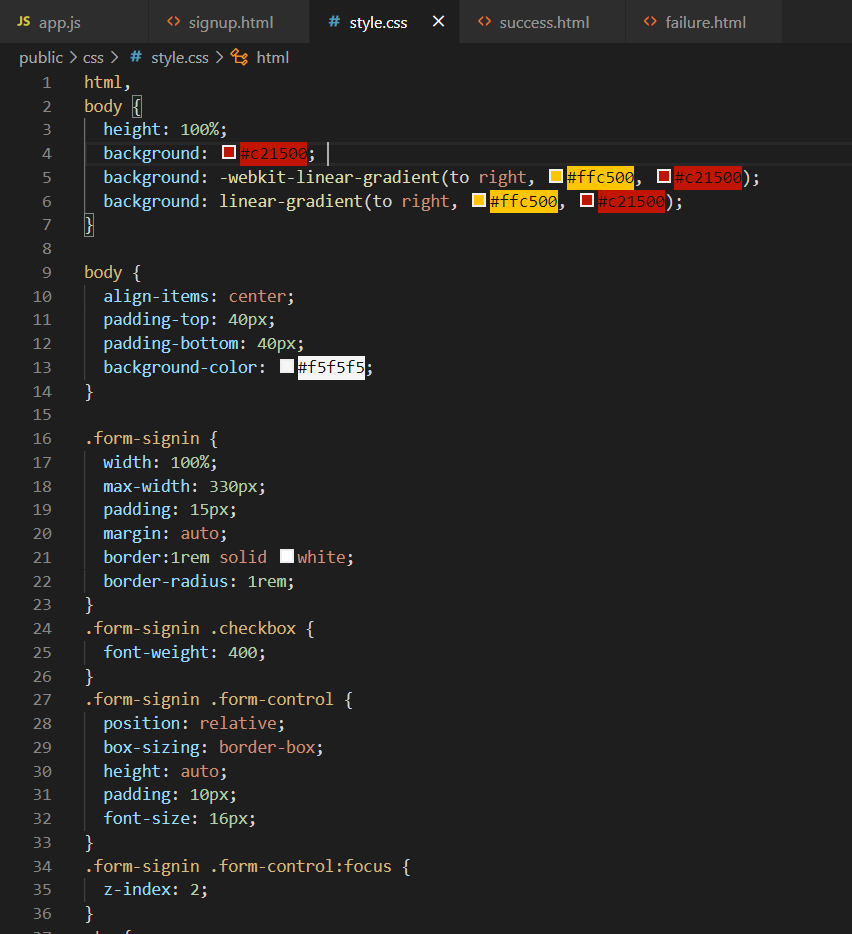 JS app.js <> signup.html # style.css × <> success.html <> failure.html
public > css > # style.css > html
1 html,
2 body {
3 height: 100%;
4 background: #c21500;
5 background: -webkit-linear-gradient(to right, #ffc500, #c21500);
6 background: linear-gradient(to right, #ffc500, #c21500);
7 }
8
9 body {
10 align-items: center;
11 padding-top: 40px;
12 padding-bottom: 40px;
13 background-color: #f5f5f5;
14 }
15
16 .form-signin {
17 width: 100%;
18 max-width: 330px;
19 padding: 15px;
20 margin: auto;
21 border:1rem solid white;
22 border-radius: 1rem;
23 }
24 .form-signin .checkbox {
25 font-weight: 400;
26 }
27 .form-signin .form-control {
28 position: relative;
29 box-sizing: border-box;
30 height: auto;
31 padding: 10px;
32 font-size: 16px;
33 }
34 .form-signin .form-control:focus {
35 z-index: 2;
36 }